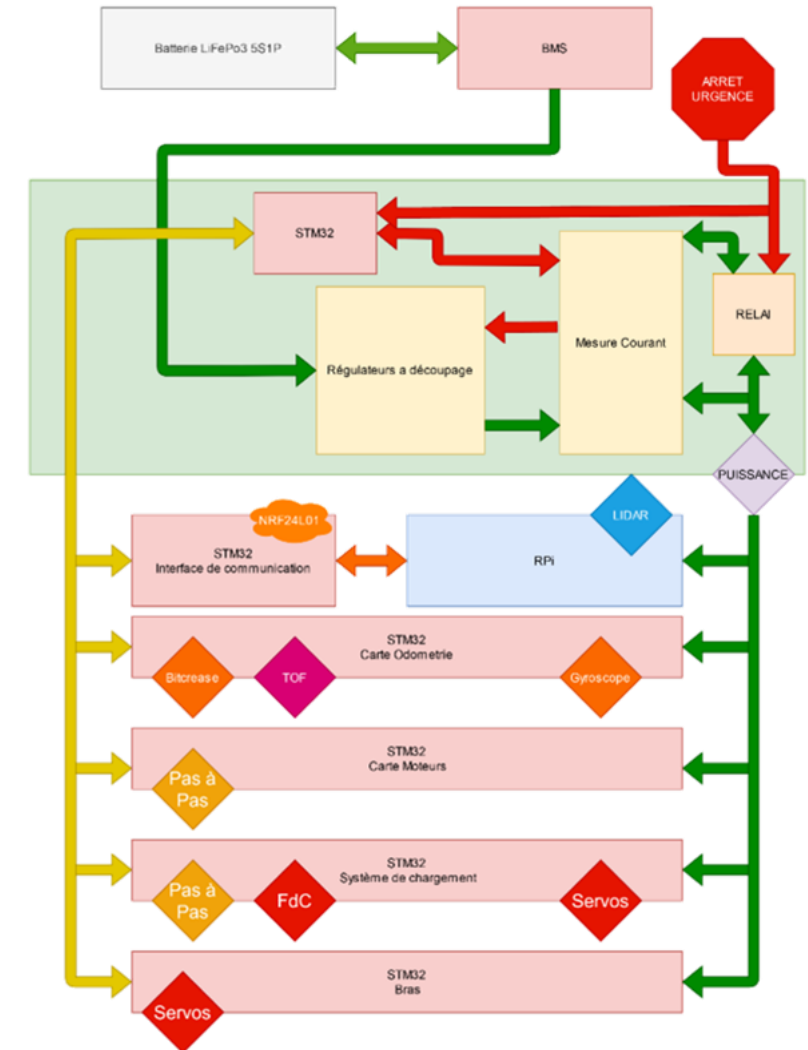 Batterie LiFePo3 5S1P
BMS
ARRET
URGENCE
STM32
RELAI
Mesure Courant
Régulateurs a découpage
PUISSANCE
NRF24L01
LIDAR
STM32
Interface de communication
RPi
STM32
Carte Odometrie
Bitcrease
TOF
Gyroscope
STM32
Carte Moteurs
Pas à
Pas
STM32
Système de chargement
Pas à
Pas
FdC
Servos
STM32
Bras
Servos